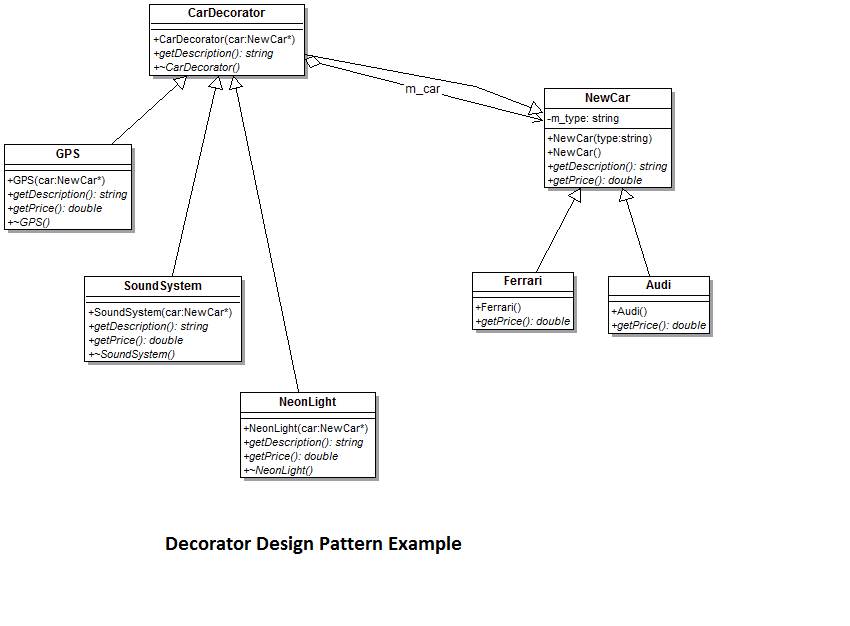 CarDecorator
+CarDecorator(car:NewCar*)
+getDescription(): string
+~CarDecorator()
m_car
NewCar
-m_type: string
+NewCar(type:string)
+NewCar()
+getDescription(): string
+getPrice(): double
GPS
+GPS(car:NewCar*)
+getDescription(): string
+getPrice(): double
+~GPS()
SoundSystem
+SoundSystem(car:NewCar*)
+getDescription(): string
+getPrice(): double
+~SoundSystem()
Ferrari
+Ferrari()
+getPrice(): double
Audi
+Audi()
+getPrice(): double
NeonLight
+NeonLight(car:NewCar*)
+getDescription(): string
+getPrice(): double
+~NeonLight()
Decorator Design Pattern Example